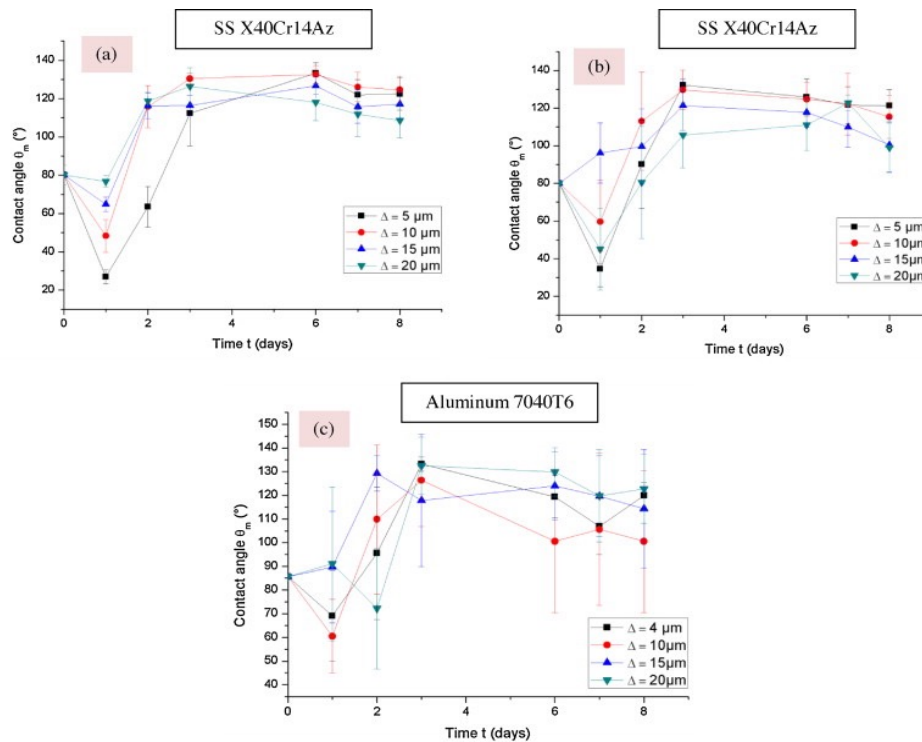 SS X40Cr14Az
(a)
Contact angle θm (°)
140
120
100
80
60
40
20
Δ = 5 μm
Δ = 10 μm
Δ = 15 μm
Δ = 20 μm
0 2 4 6 8
Time t (days)
SS X40Cr14Az
(b)
Contact angle θm (°)
140
120
100
80
60
40
20
Δ = 5 μm
Δ = 10μm
Δ = 15μm
Δ = 20μm
0 2 4 6 8
Time t (days)
Aluminum 7040T6
(c)
Contact angle θm (°)
150
140
130
120
110
100
90
80
70
60
50
40
Δ = 4 μm
Δ = 10μm
Δ = 15μm
Δ = 20μm
0 2 4 6 8
Time t (days)